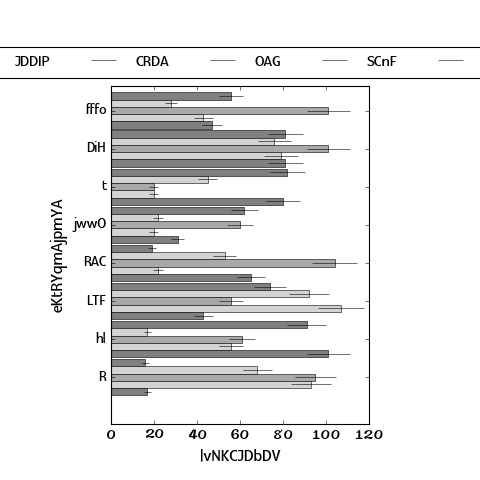 JDDIP CRDA OAG SCnF
fffo
DiH
t
jwwO
RAC
LTF
hl
R
eKtRYqmAjpmYA
0 20 40 60 80 100 120
lvNKCJDbDV